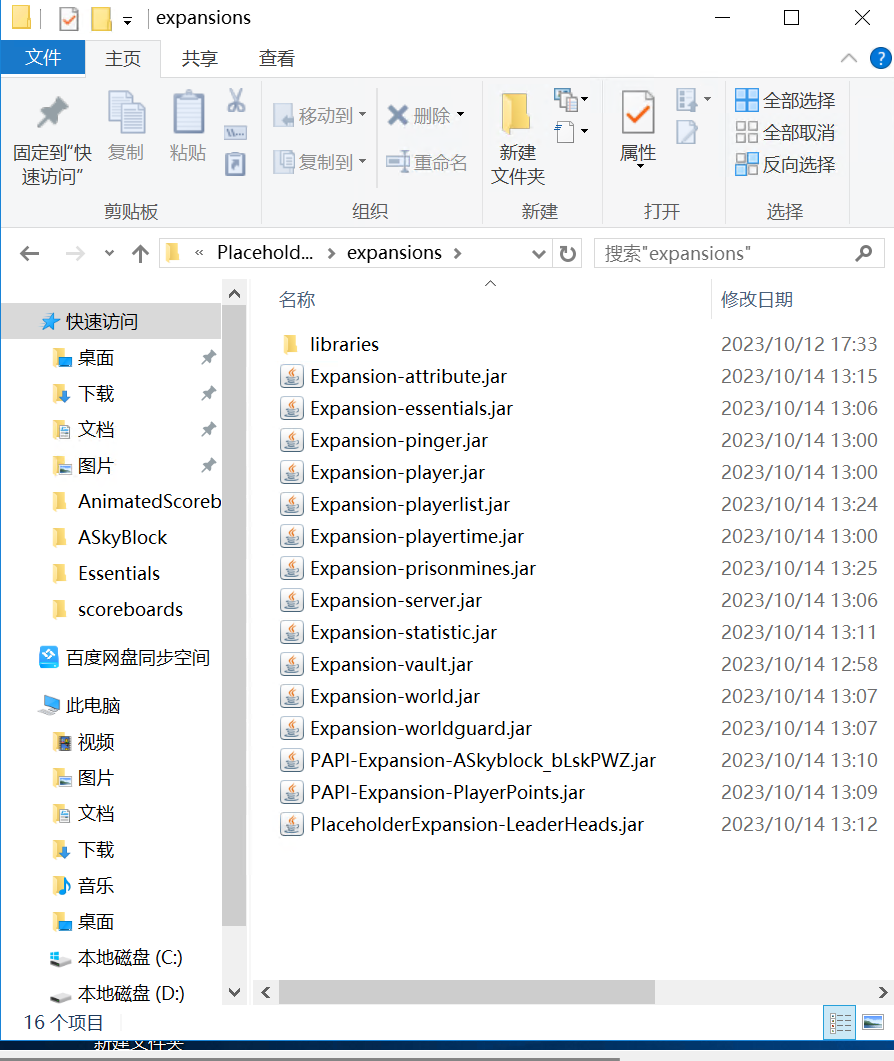 expansions
文件 主页 共享 查看
固定到"快速访问"
复制
粘贴
移动到
复制到
删除
重命名
新建文件夹
属性
全部选择
全部取消
反向选择
剪贴板 组织 新建 打开 选择
« Placehold... › expansions ›
搜索"expansions"
名称 修改日期
快速访问
桌面
下载
文档
图片
AnimatedScoreb
ASkyBlock
Essentials
scoreboards
百度网盘同步空间
此电脑
视频
图片
文档
下载
音乐
桌面
本地磁盘 (C:)
本地磁盘 (D:)
libraries 2023/10/12 17:33
Expansion-attribute.jar 2023/10/14 13:15
Expansion-essentials.jar 2023/10/14 13:06
Expansion-pinger.jar 2023/10/14 13:00
Expansion-player.jar 2023/10/14 13:00
Expansion-playerlist.jar 2023/10/14 13:24
Expansion-playertime.jar 2023/10/14 13:00
Expansion-prisonmines.jar 2023/10/14 13:25
Expansion-server.jar 2023/10/14 13:06
Expansion-statistic.jar 2023/10/14 13:11
Expansion-vault.jar 2023/10/14 12:58
Expansion-world.jar 2023/10/14 13:07
Expansion-worldguard.jar 2023/10/14 13:07
PAPI-Expansion-ASkyblock_bLskPWZ.jar 2023/10/14 13:10
PAPI-Expansion-PlayerPoints.jar 2023/10/14 13:09
PlaceholderExpansion-LeaderHeads.jar 2023/10/14 13:12
16 个项目
新建文件夹